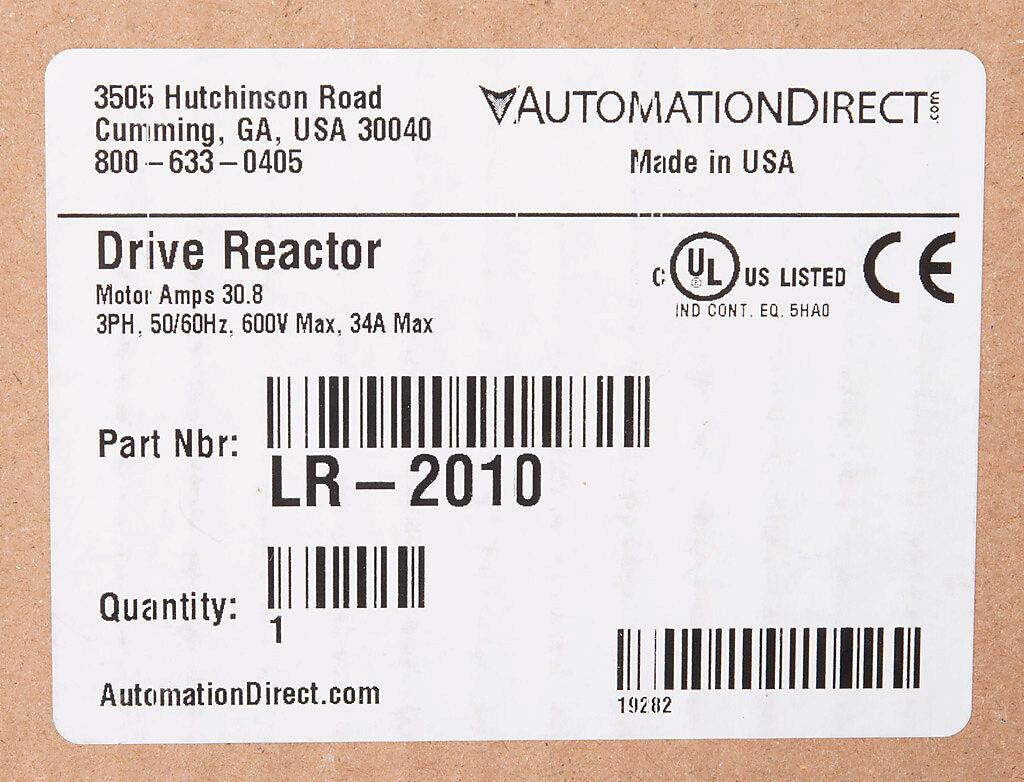 3505 Hutchinson Road
Cumming, GA, USA 30040
800-633-0405
AUTOMATIONDIRECT.com
Made in USA
Drive Reactor
Motor Amps 30.8
3PH, 50/60Hz, 600V Max, 34A Max
C UL ® US LISTED CE
IND CONT. EQ. 5HA0
Part Nbr:
LR-2010
Quantity:
1
AutomationDirect.com
19282